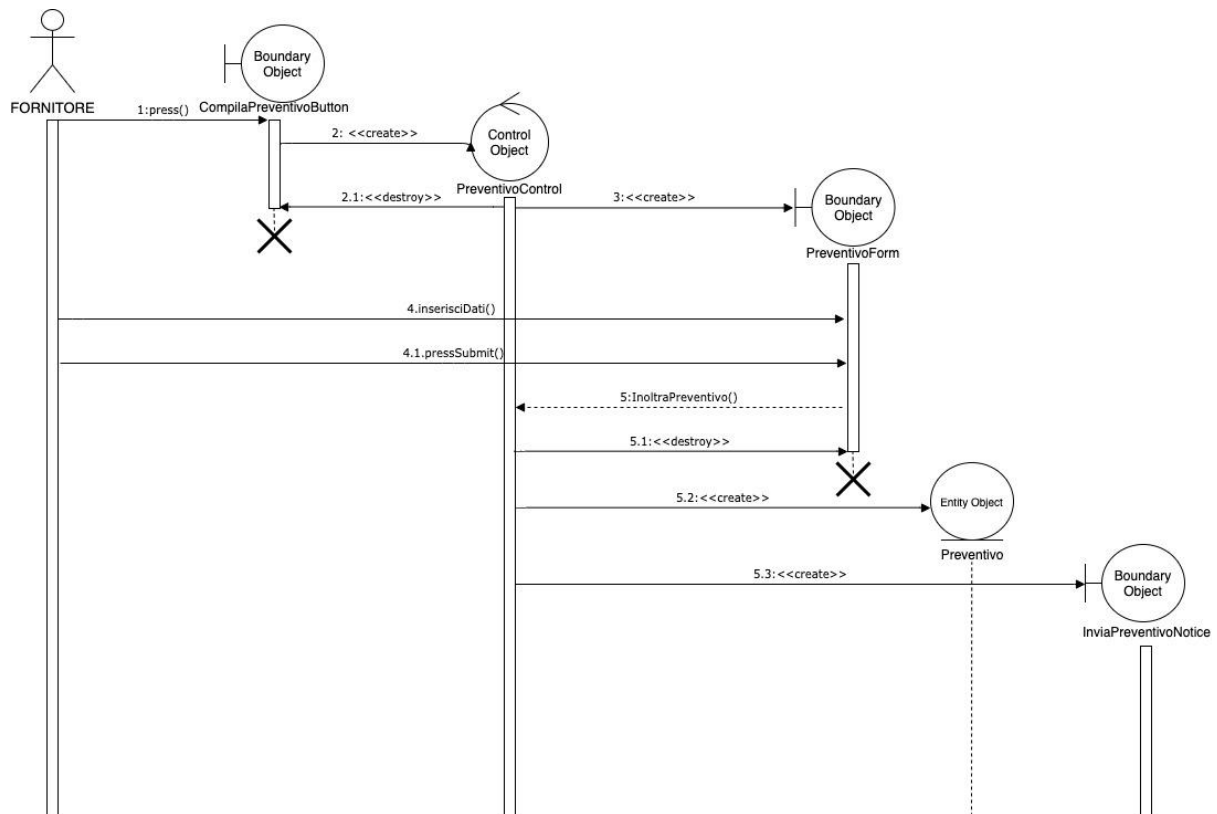 Boundary
Object
FORNITORE
1:press()
CompilaPreventivoButton
2: <<create>>
Control
Object
PreventivoControl
2.1:<<destroy>>
3:<<create>>
Boundary
Object
PreventivoForm
4.inserisciDati()
4.1.pressSubmit()
5:InoltraPreventivo()
5.1:<<destroy>>
5.2:<<create>>
Entity Object
Preventivo
5.3:<<create>>
Boundary
Object
InviaPreventivoNotice